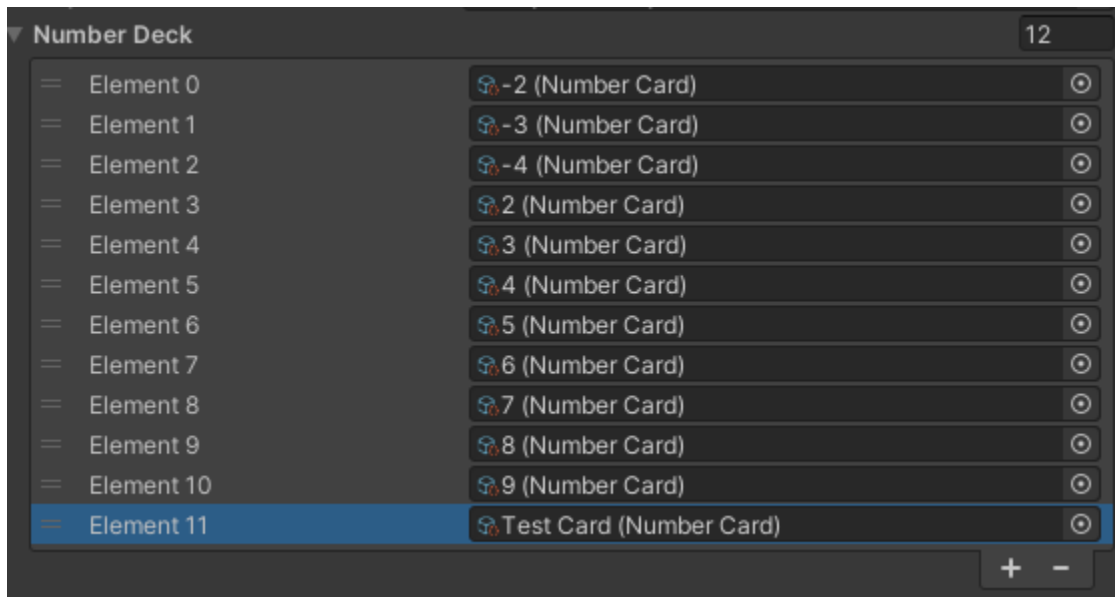 Number Deck 12
Element 0 -2 (Number Card)
Element 1 -3 (Number Card)
Element 2 -4 (Number Card)
Element 3 2 (Number Card)
Element 4 3 (Number Card)
Element 5 4 (Number Card)
Element 6 5 (Number Card)
Element 7 6 (Number Card)
Element 8 7 (Number Card)
Element 9 8 (Number Card)
Element 10 9 (Number Card)
Element 11 Test Card (Number Card)
+ -